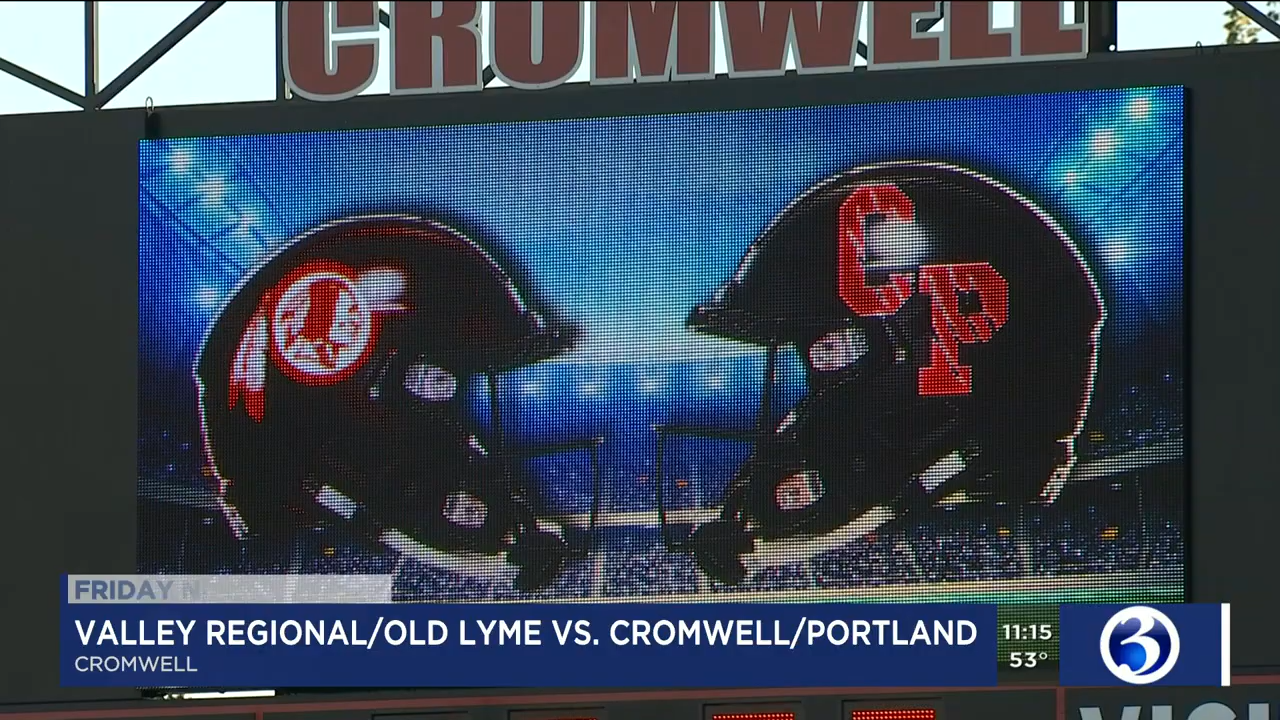 CROMWELL
CP
FRIDAY N
VALLEY REGIONAL/OLD LYME VS. CROMWELL/PORTLAND
CROMWELL
11:15
53°
3